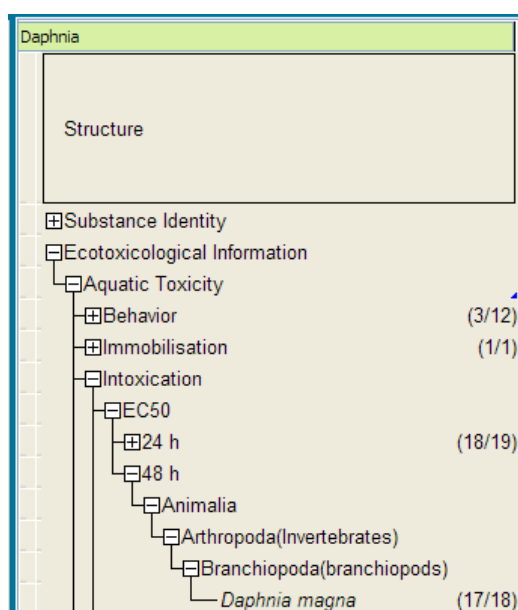 Daphnia
Structure
Substance Identity
Ecotoxicological Information
Aquatic Toxicity
Behavior (3/12)
Immobilisation (1/1)
Intoxication
EC50
24 h (18/19)
48 h
Animalia
Arthropoda(Invertebrates)
Branchiopoda(branchiopods)
Daphnia magna (17/18)